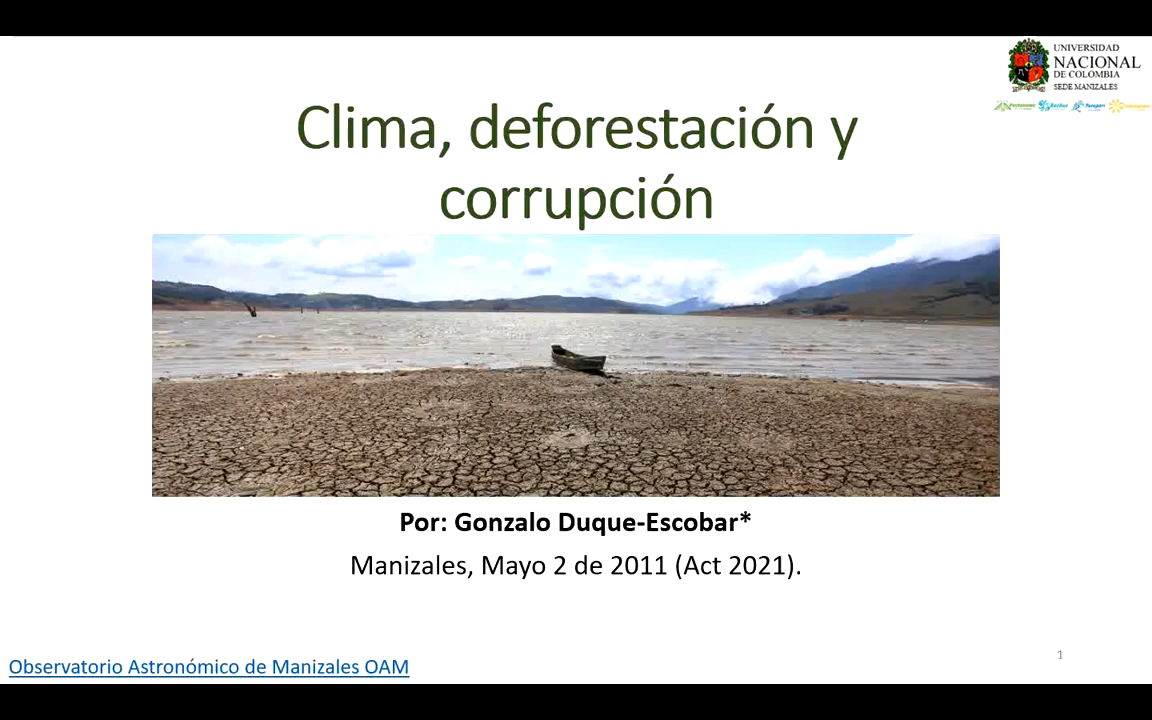 UNIVERSIDAD
NACIONAL
DE COLOMBIA
SEDE MANIZALES
Clima, deforestación y
corrupción
Por: Gonzalo Duque-Escobar*
Manizales, Mayo 2 de 2011 (Act 2021).
Observatorio Astronómico de Manizales OAM
1